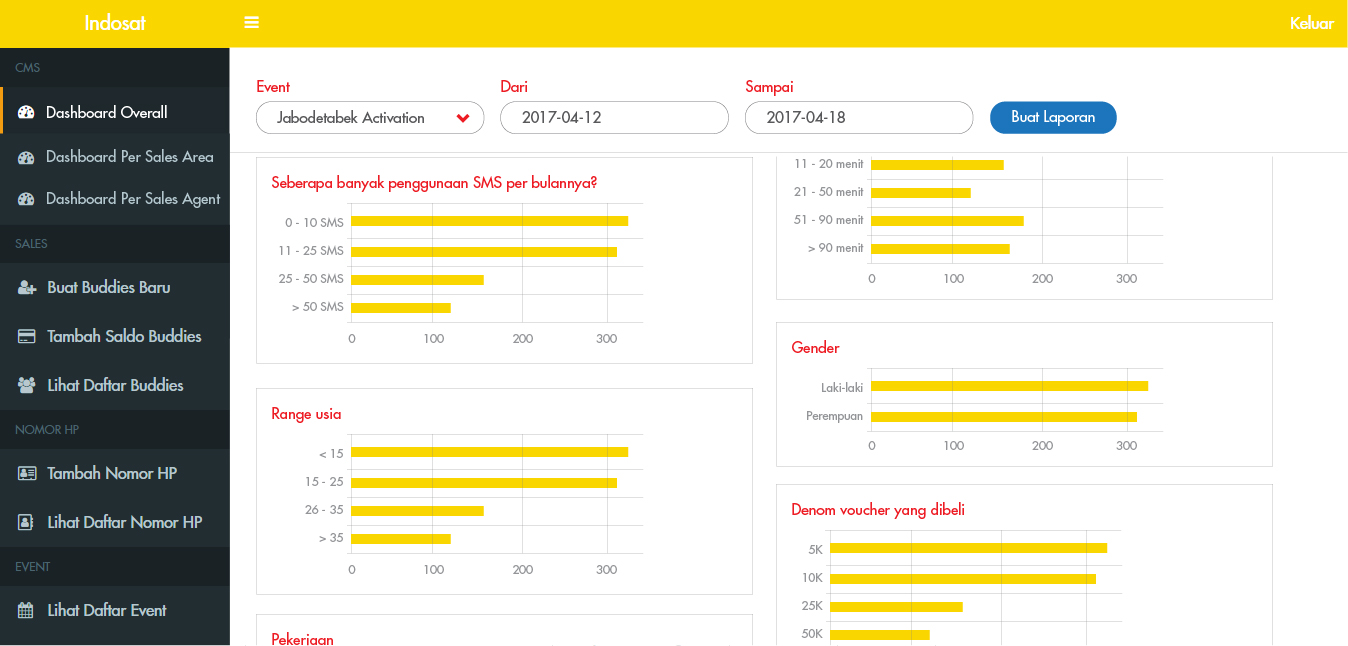 Indosat
Keluar
CMS
Dashboard Overall
Dashboard Per Sales Area
Dashboard Per Sales Agent
SALES
Buat Buddies Baru
Tambah Saldo Buddies
Lihat Daftar Buddies
NOMOR HP
Tambah Nomor HP
Lihat Daftar Nomor HP
EVENT
Lihat Daftar Event
Event
Dari
Sampai
Jabodetabek Activation
2017-04-12
2017-04-18
Buat Laporan
Seberapa banyak penggunaan SMS per bulannya?
0 - 10 SMS
11 - 25 SMS
25 - 50 SMS
> 50 SMS
0 100 200 300
Range usia
< 15
15 - 25
26 - 35
> 35
0 100 200 300
Pekerjaan
11 - 20 menit
21 - 50 menit
51 - 90 menit
> 90 menit
0 100 200 300
Gender
Laki-laki
Perempuan
0 100 200 300
Denom voucher yang dibeli
5K
10K
25K
50K